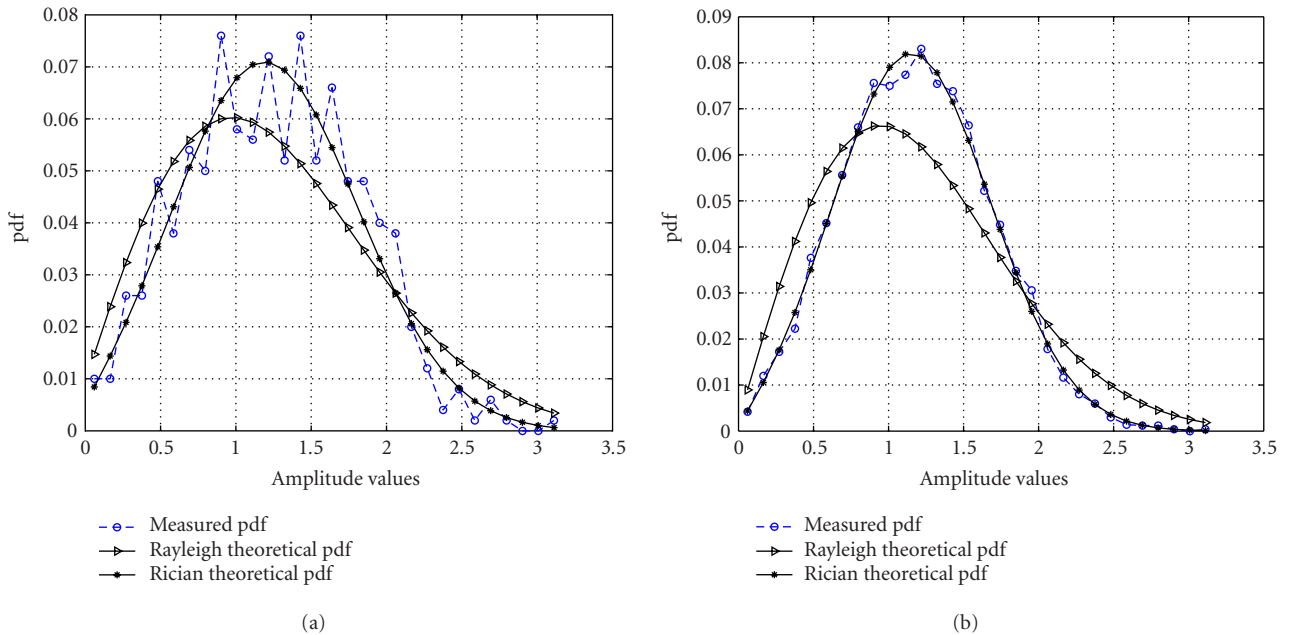 0.08
0.07
0.06
0.05
0.04
0.03
0.02
0.01
0
pdf
0 0.5 1 1.5 2 2.5 3 3.5
Amplitude values
Measured pdf
Rayleigh theoretical pdf
Rician theoretical pdf
(a)
0.09
0.08
0.07
0.06
0.05
0.04
0.03
0.02
0.01
0
pdf
0 0.5 1 1.5 2 2.5 3 3.5
Amplitude values
Measured pdf
Rayleigh theoretical pdf
Rician theoretical pdf
(b)